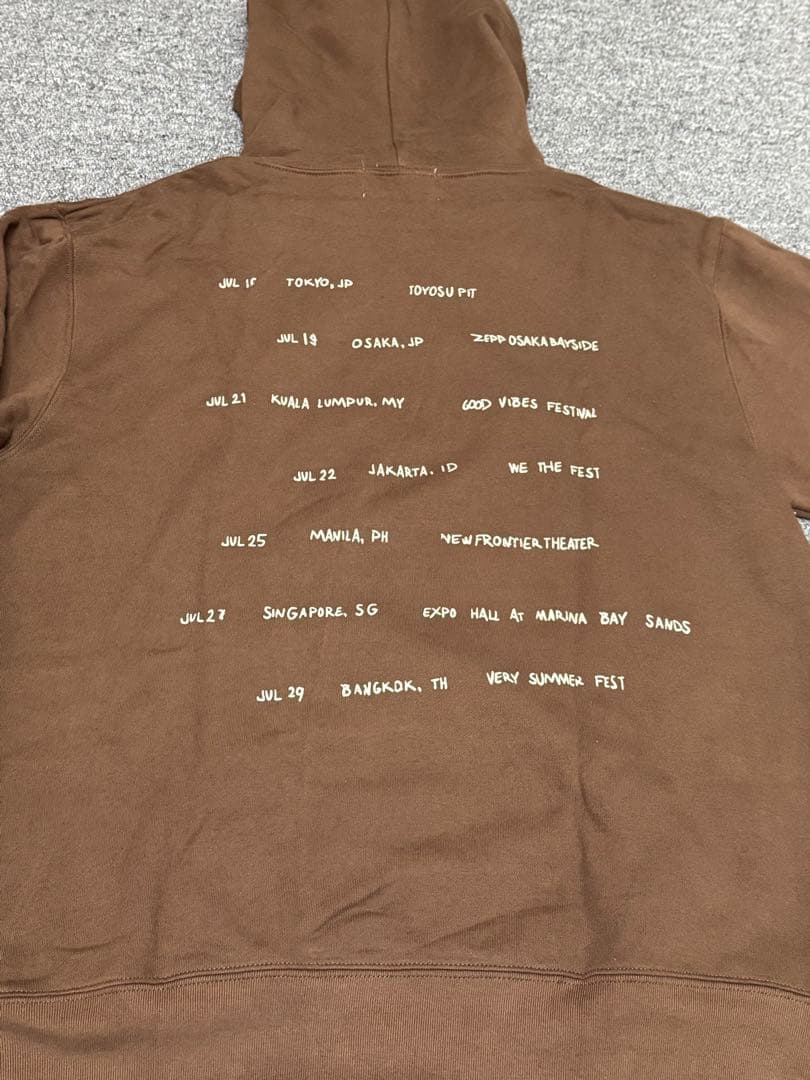 JUL TOKYO, JP TOYOSU PIT
JUL 19 OSAKA, JP ZEPP OSAKA BAYSIDE
JUL 21 KUALA LUMPUR, MY GOOD VIBES FESTIVAL
JUL 22 JAKARTA, ID WE THE FEST
JUL 25 MANILA, PH NEW FRONTIER THEATER
JUL 27 SINGAPORE, SG EXPO HALL AT MARINA BAY SANDS
JUL 29 BANGKOK, TH VERY SUMMER FEST